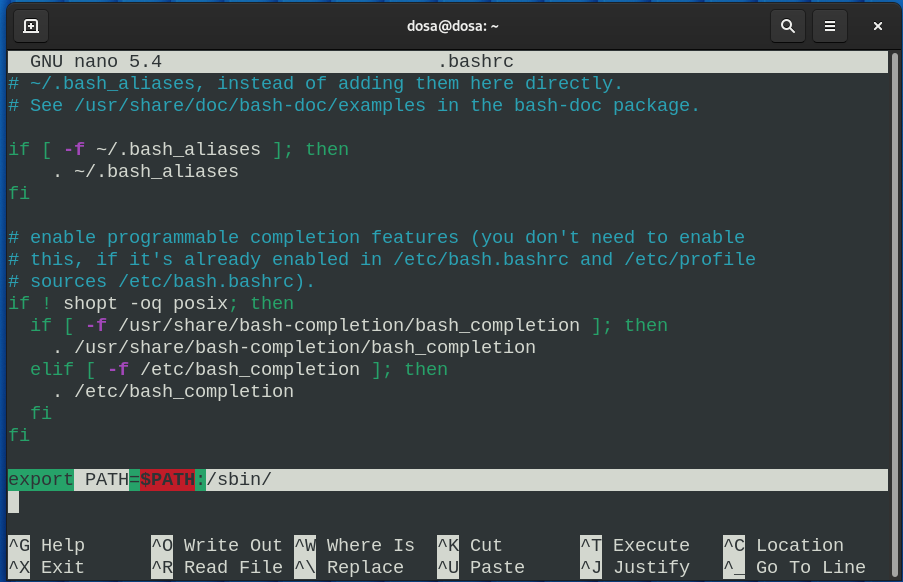 dosa@dosa: ~
GNU nano 5.4 .bashrc
# ~/.bash_aliases, instead of adding them here directly.
# See /usr/share/doc/bash-doc/examples in the bash-doc package.
if [ -f ~/.bash_aliases ]; then
    . ~/.bash_aliases
fi
# enable programmable completion features (you don't need to enable
# this, if it's already enabled in /etc/bash.bashrc and /etc/profile
# sources /etc/bash.bashrc).
if ! shopt -oq posix; then
  if [ -f /usr/share/bash-completion/bash_completion ]; then
    . /usr/share/bash-completion/bash_completion
  elif [ -f /etc/bash_completion ]; then
    . /etc/bash_completion
  fi
fi
export PATH=$PATH:/sbin/
^G Help ^O Write Out ^W Where Is ^K Cut ^T Execute ^C Location
^X Exit ^R Read File ^\ Replace ^U Paste ^J Justify ^_ Go To Line